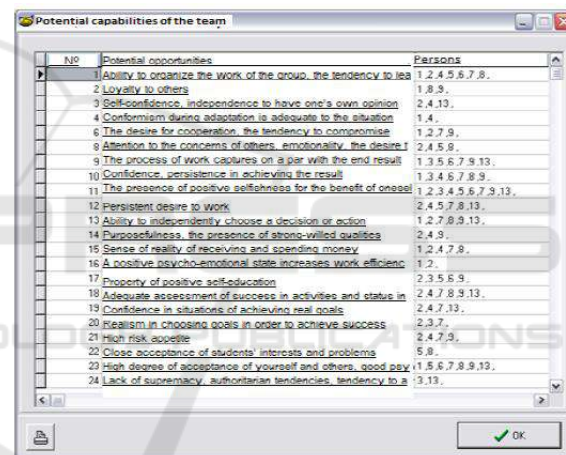 Potential capabilities of the team
Nº Potential opportunities Persons
1 Ability to organize the work of the group, the tendency to lea 1,2,4,5,6,7,8,
2 Loyalty to others 1,8,9,
3 Self-confidence, independence to have one's own opinion 2,4,13,
4 Conformism during adaptation is adequate to the situation 1,4,
6 The desire for cooperation, the tendency to compromise 1,2,7,9,
8 Attention to the concerns of others, emotionality, the desire t 2,4,5,8,
9 The process of work captures on a par with the end result 1,3,5,6,7,9,13,
10 Confidence, persistence in achieving the result 1,3,4,6,7,8,9,
11 The presence of positive selfishness for the benefit of onesel 1,2,3,4,5,6,7,9,13,
12 Persistent desire to work 2,4,5,7,8,13,
13 Ability to independently choose a decision or action 1,2,7,8,9,13,
14 Purposefulness, the presence of strong-willed qualities 2,4,9,
15 Sense of reality of receiving and spending money 1,2,4,7,8,
16 A positive psycho-emotional state increases work efficienc 1,2,
17 Property of positive self-education 2,3,5,6,9,
18 Adequate assessment of success in activities and status in 2,4,7,8,9,13,
19 Confidence in situations of achieving real goals 2,4,7,13,
20 Realism in choosing goals in order to achieve success 2,3,7,
21 High risk appetite 2,4,7,9,
22 Close acceptance of students' interests and problems 5,8,
23 High degree of acceptance of yourself and others, good psy 1,5,6,7,8,9,13,
24 Lack of supremacy, authoritarian tendencies, tendency to a 3,13,
OK